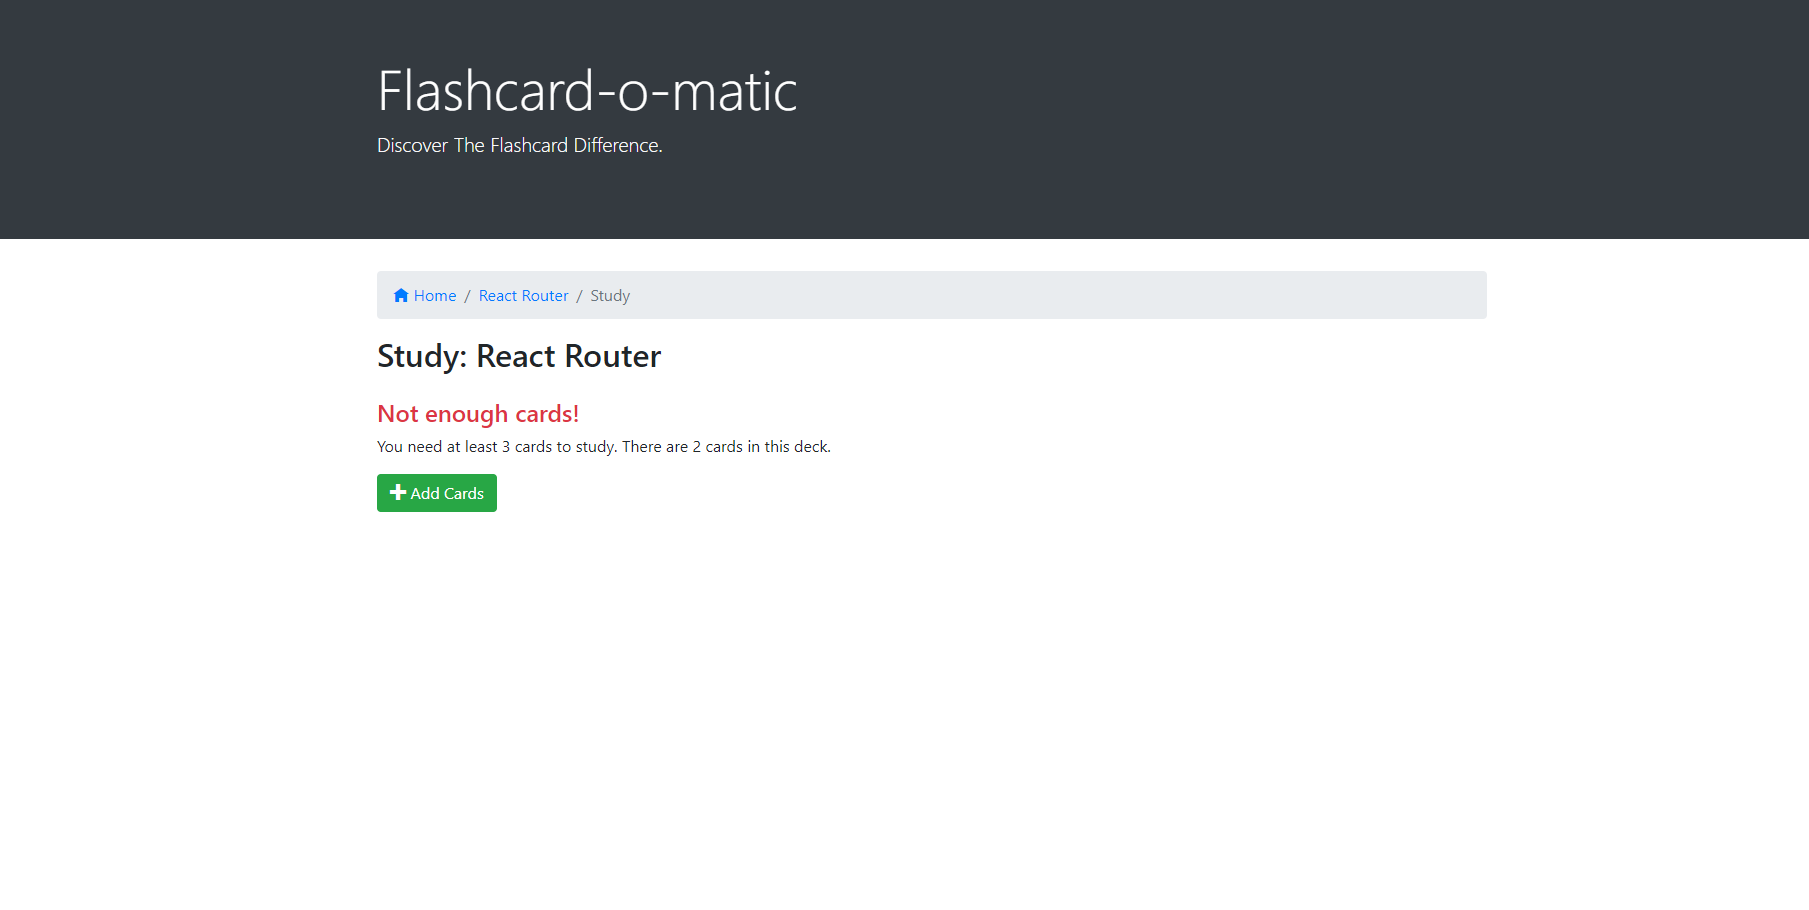 Flashcard-o-matic
Discover The Flashcard Difference.
Home / React Router / Study
Study: React Router
Not enough cards!
You need at least 3 cards to study. There are 2 cards in this deck.
Add Cards